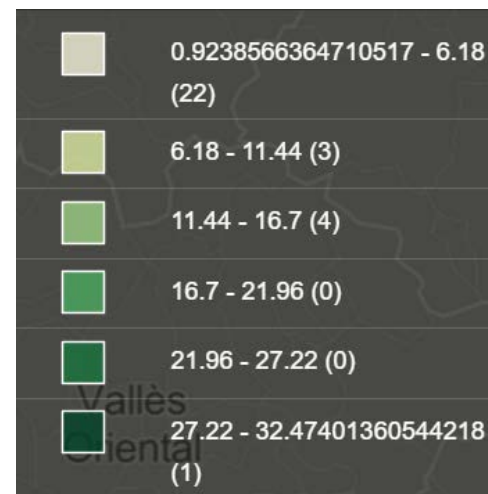 0.9238566364710517 - 6.18
(22)
6.18 - 11.44 (3)
11.44 - 16.7 (4)
16.7 - 21.96 (0)
21.96 - 27.22 (0)
Vallès
Oriental
27.22 - 32.47401360544218
(1)